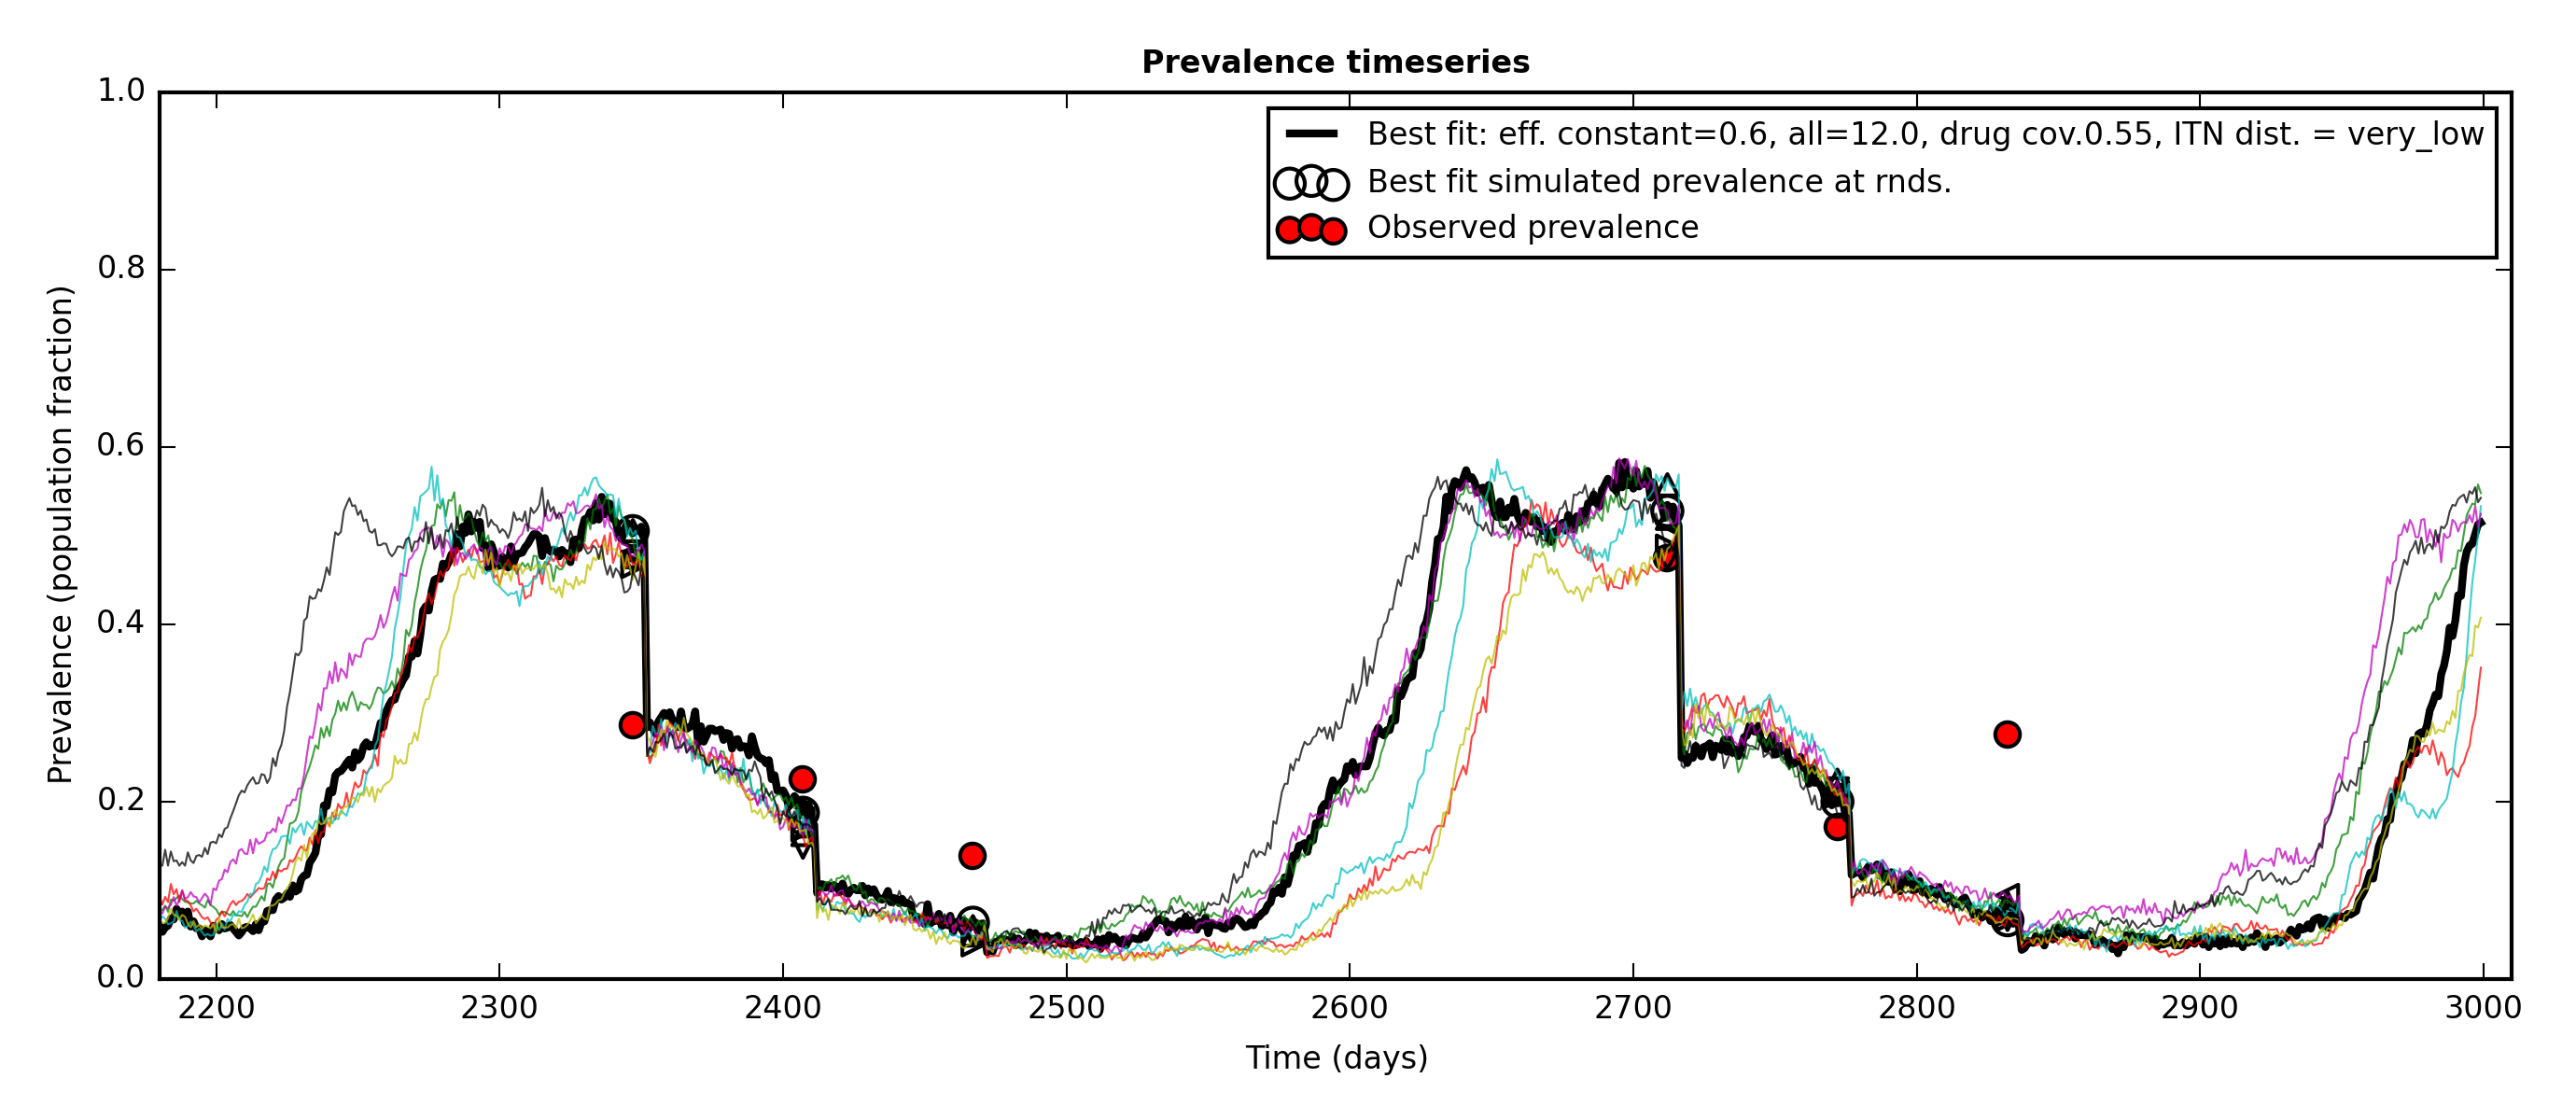 Prevalence timeseries
Best fit: eff. constant=0.6, all=12.0, drug cov.0.55, ITN dist. = very_low
Best fit simulated prevalence at rnds.
Observed prevalence
Prevalence (population fraction)
1.0
0.8
0.6
0.4
0.2
0.0
2200 2300 2400 2500 2600 2700 2800 2900 3000
Time (days)